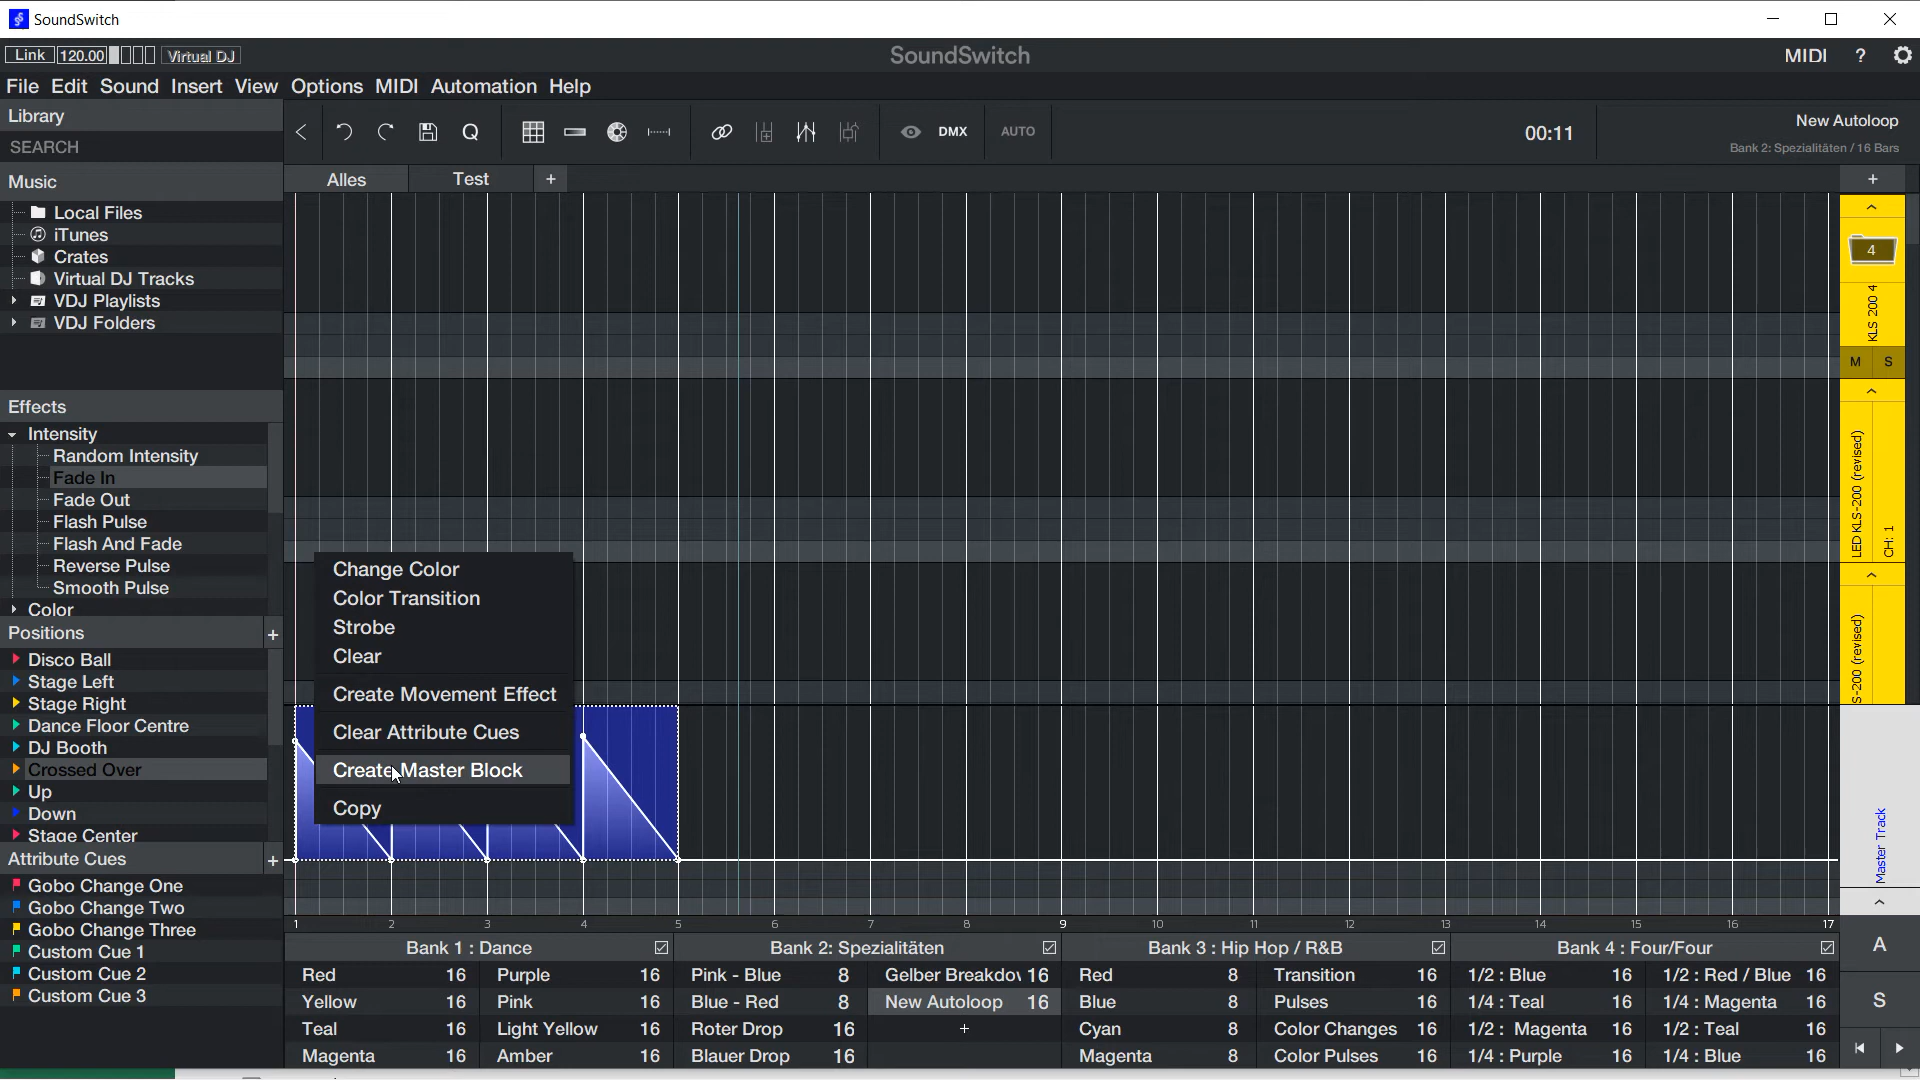 SoundSwitch
Link 120.00 Virtual DJ
SoundSwitch
MIDI ?
File Edit Sound Insert View Options MIDI Automation Help
Library
SEARCH
Music
Local Files
iTunes
Crates
Virtual DJ Tracks
VDJ Playlists
VDJ Folders
Q
DMX
AUTO
00:11
New Autoloop
Bank 2: Spezialitäten / 16 Bars
Alles
Test
+
+
4
KLS 200 4
M S
LED KLS-200 (revised)
CH: 1
S-200 (revised)
Master Track
Effects
Intensity
Random Intensity
Fade In
Fade Out
Flash Pulse
Flash And Fade
Reverse Pulse
Smooth Pulse
Color
Positions +
Disco Ball
Stage Left
Stage Right
Dance Floor Centre
DJ Booth
Crossed Over
Up
Down
Stage Center
Attribute Cues +
Gobo Change One
Gobo Change Two
Gobo Change Three
Custom Cue 1
Custom Cue 2
Custom Cue 3
Change Color
Color Transition
Strobe
Clear
Create Movement Effect
Clear Attribute Cues
Create Master Block
Copy
1 2 3 4 5 6 7 8 9 10 11 12 13 14 15 16 17
Bank 1 : Dance
Red 16 Purple 16
Yellow 16 Pink 16
Teal 16 Light Yellow 16
Magenta 16 Amber 16
Bank 2: Spezialitäten
Pink - Blue 8 Gelber Breakdov 16
Blue - Red 8 New Autoloop 16
Roter Drop 16 +
Blauer Drop 16
Bank 3 : Hip Hop / R&B
Red 8 Transition 16
Blue 8 Pulses 16
Cyan 8 Color Changes 16
Magenta 8 Color Pulses 16
Bank 4 : Four/Four
1/2 : Blue 16 1/2 : Red / Blue 16
1/4 : Teal 16 1/4 : Magenta 16
1/2 : Magenta 16 1/2 : Teal 16
1/4 : Purple 16 1/4 : Blue 16
A
S